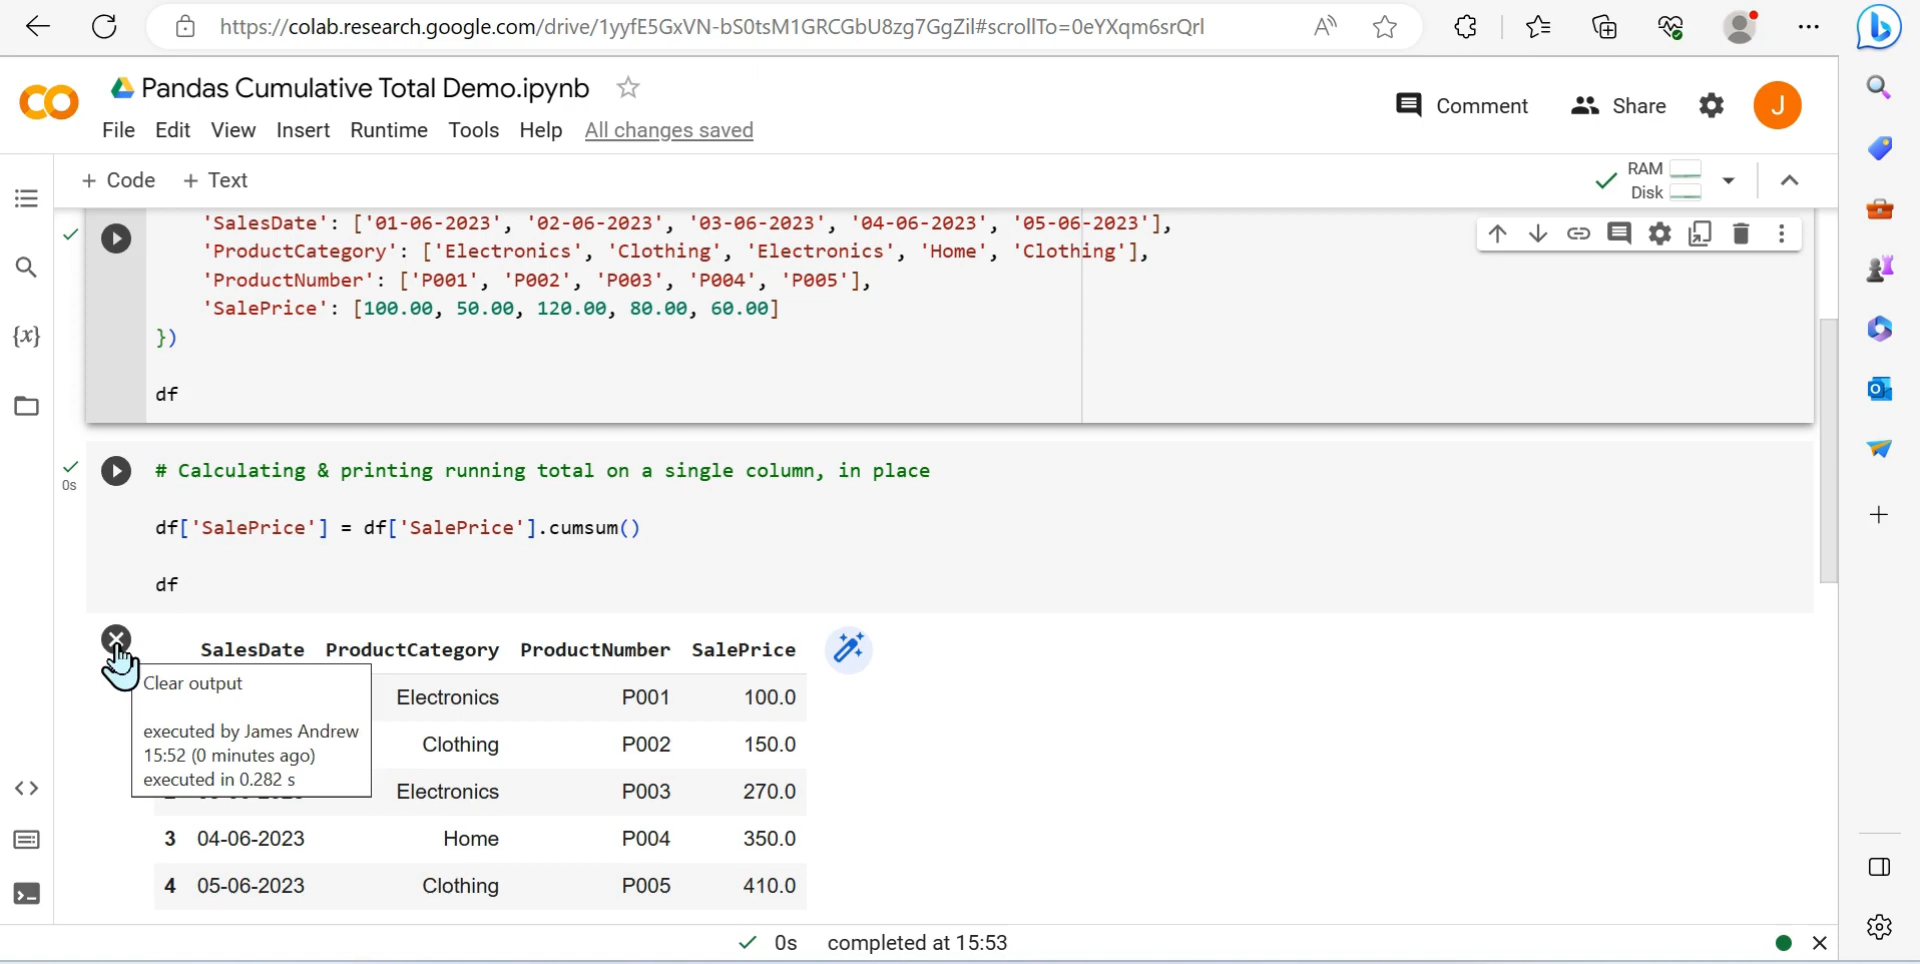 https://colab.research.google.com/drive/1yyfE5GxVN-bS0tsM1GRCGbU8zg7GgZil#scrollTo=0eYXqm6srQrl
Pandas Cumulative Total Demo.ipynb
Comment Share J
File Edit View Insert Runtime Tools Help All changes saved
+ Code + Text
RAM
Disk
'SalesDate': ['01-06-2023', '02-06-2023', '03-06-2023', '04-06-2023', '05-06-2023'],
'ProductCategory': ['Electronics', 'Clothing', 'Electronics', 'Home', 'Clothing'],
'ProductNumber': ['P001', 'P002', 'P003', 'P004', 'P005'],
'SalePrice': [100.00, 50.00, 120.00, 80.00, 60.00]
})
df
0s
# Calculating & printing running total on a single column, in place
df['SalePrice'] = df['SalePrice'].cumsum()
df
SalesDate ProductCategory ProductNumber SalePrice
Clear output
executed by James Andrew
15:52 (0 minutes ago)
executed in 0.282 s
Electronics P001 100.0
Clothing P002 150.0
Electronics P003 270.0
3 04-06-2023 Home P004 350.0
4 05-06-2023 Clothing P005 410.0
0s completed at 15:53